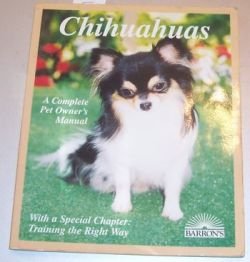 Chihuahuas
A Complete
Pet Owner's
Manual
With a Special Chapter:
Training the Right Way
BARRON'S